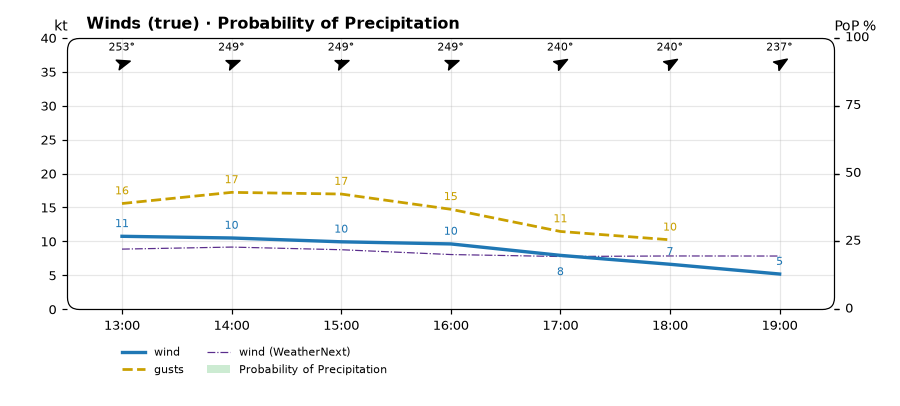 kt Winds (true) · Probability of Precipitation PoP %
253° 249° 249° 249° 240° 240° 237°
40 100
35
30 75
25
20 50
15
10 25
5
0 0
16 17 17 15 11 10
11 10 10 10 8 7 5
13:00 14:00 15:00 16:00 17:00 18:00 19:00
wind wind (WeatherNext)
gusts Probability of Precipitation